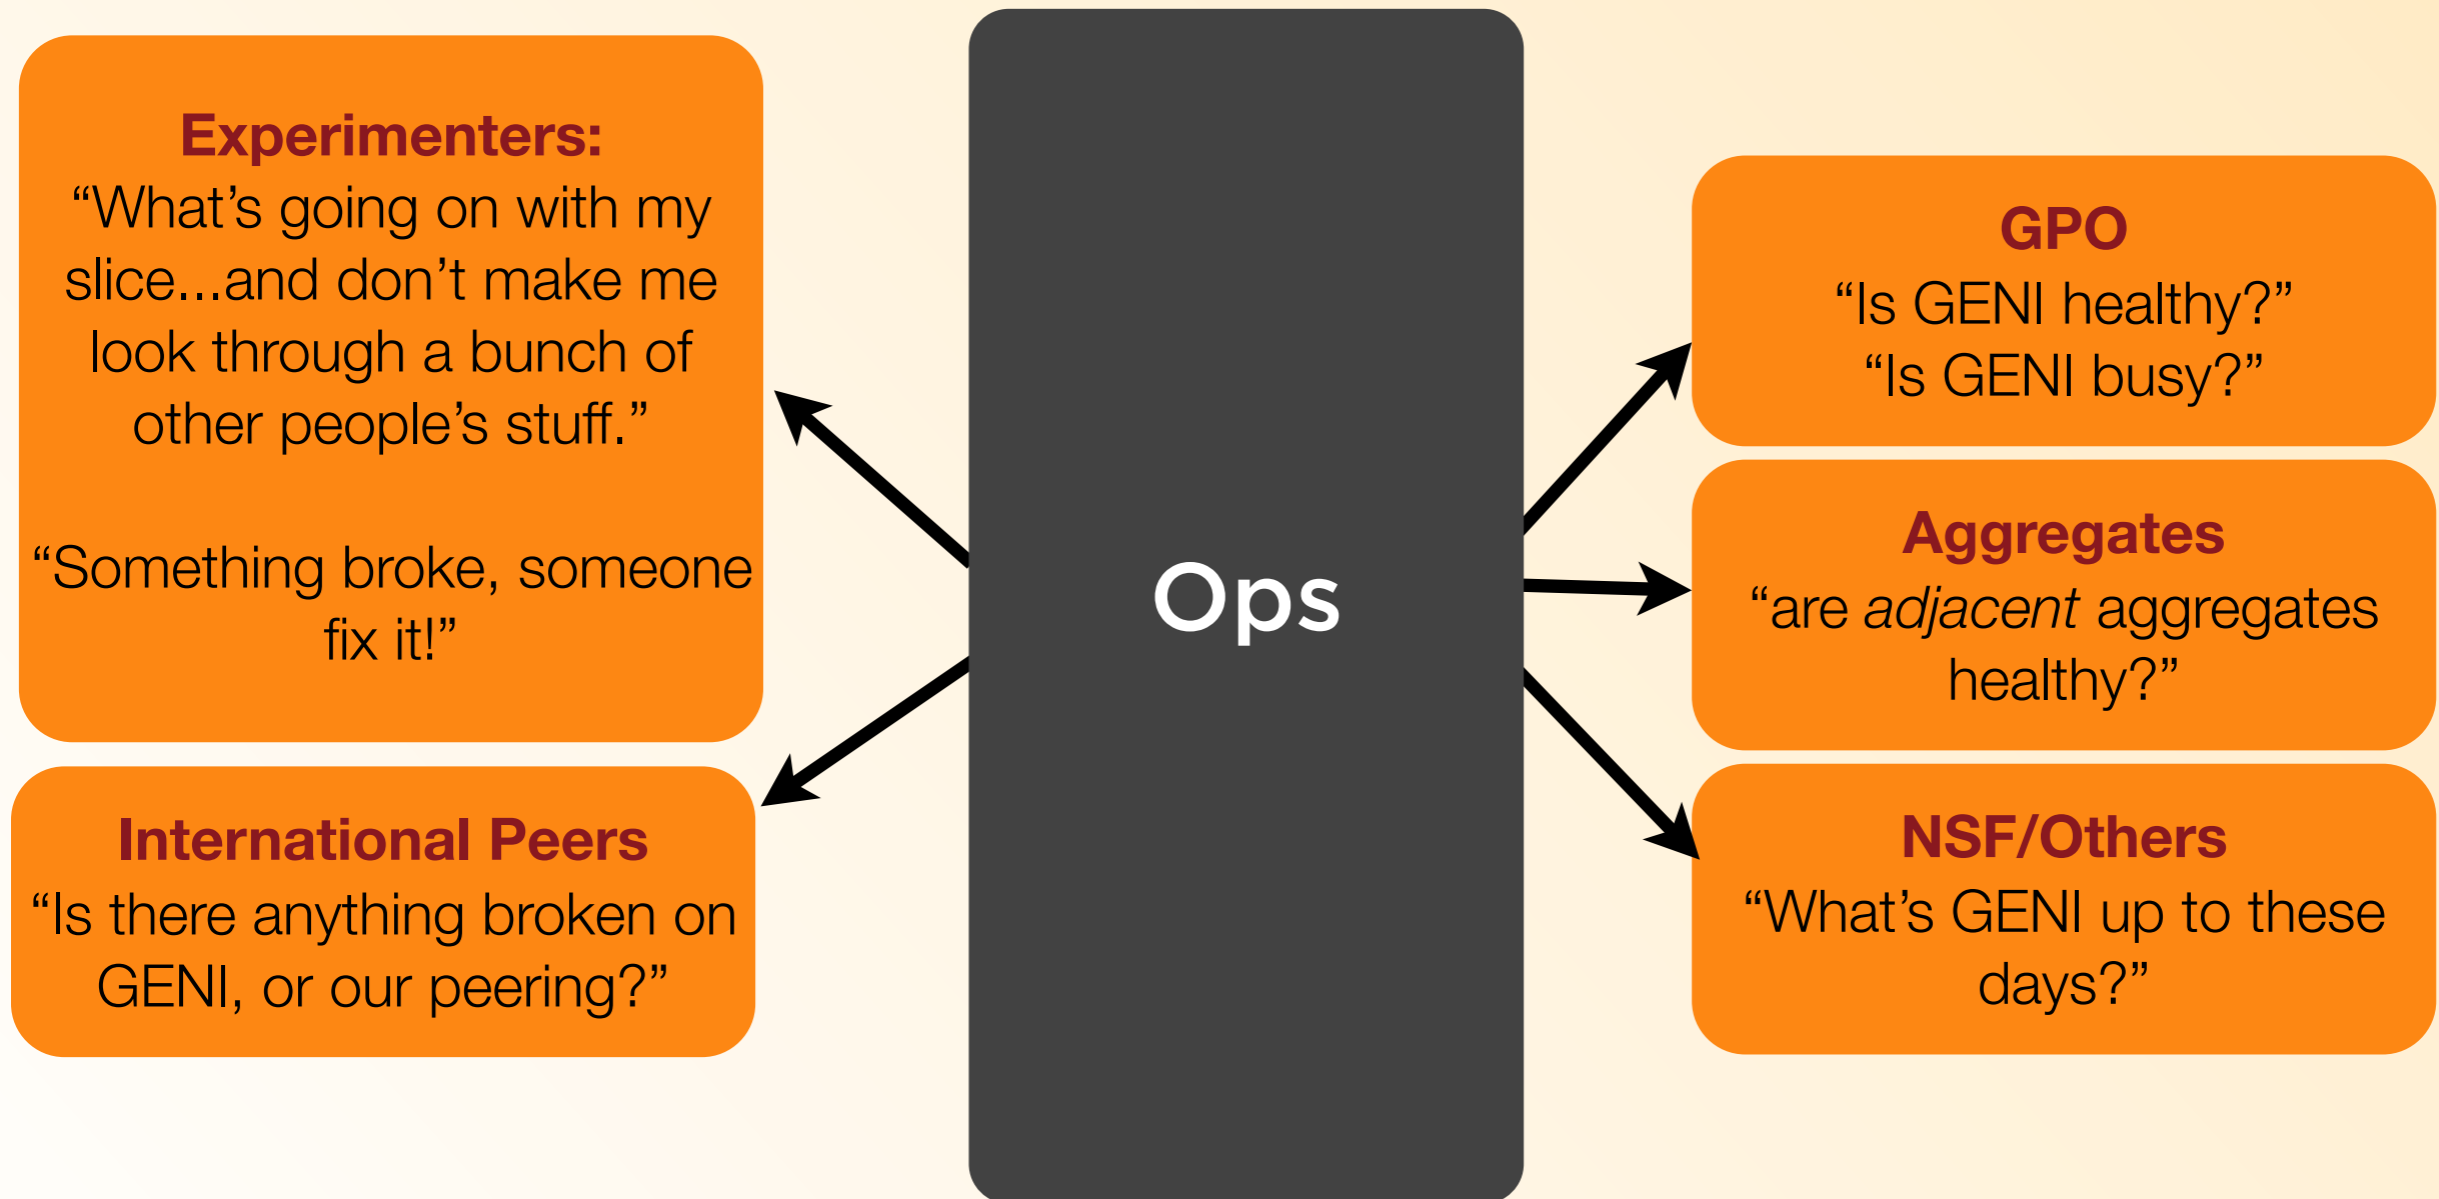 Experimenters:
“What’s going on with my
slice...and don’t make me
look through a bunch of
other people’s stuff.”
“Something broke, someone
fix it!”
International Peers
“Is there anything broken on
GENI, or our peering?”
Ops
GPO
“Is GENI healthy?”
“Is GENI busy?”
Aggregates
“are adjacent aggregates
healthy?”
NSF/Others
“What’s GENI up to these
days?”